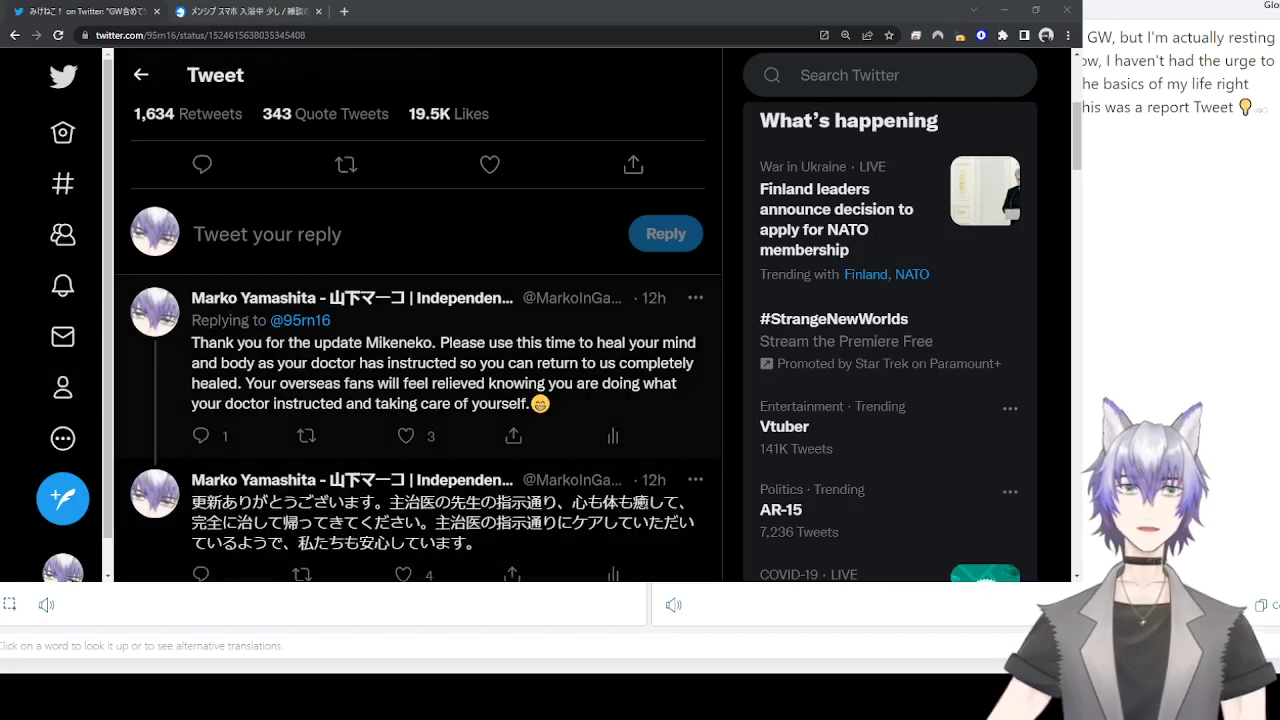 みけねこ！ on Twitter: "GW含めて5
メンシプ スマホ 入浴中 少し / 雑談の
twitter.com/95rn16/status/1524615638035345408
Glos
Tweet
1,634 Retweets 343 Quote Tweets 19.5K Likes
Tweet your reply
Reply
Marko Yamashita - 山下マーコ | Independen... @MarkoInGa... · 12h
Replying to @95rn16
Thank you for the update Mikeneko. Please use this time to heal your mind
and body as your doctor has instructed so you can return to us completely
healed. Your overseas fans will feel relieved knowing you are doing what
your doctor instructed and taking care of yourself.😁
1 3
Marko Yamashita - 山下マーコ | Independen... @MarkoInGa... · 12h
更新ありがとうございます。主治医の先生の指示通り、心も体も癒して、
完全に治して帰ってきてください。主治医の指示通りにケアしていただい
ているようで、私たちも安心しています。
4
Search Twitter
What's happening
War in Ukraine · LIVE
Finland leaders
announce decision to
apply for NATO
membership
Trending with Finland, NATO
#StrangeNewWorlds
Stream the Premiere Free
Promoted by Star Trek on Paramount+
Entertainment · Trending
Vtuber
141K Tweets
Politics · Trending
AR-15
7,236 Tweets
COVID-19 · LIVE
GW, but I'm actually resting
ow, I haven't had the urge to
the basics of my life right
his was a report Tweet
Click on a word to look it up or to see alternative translations.
Co